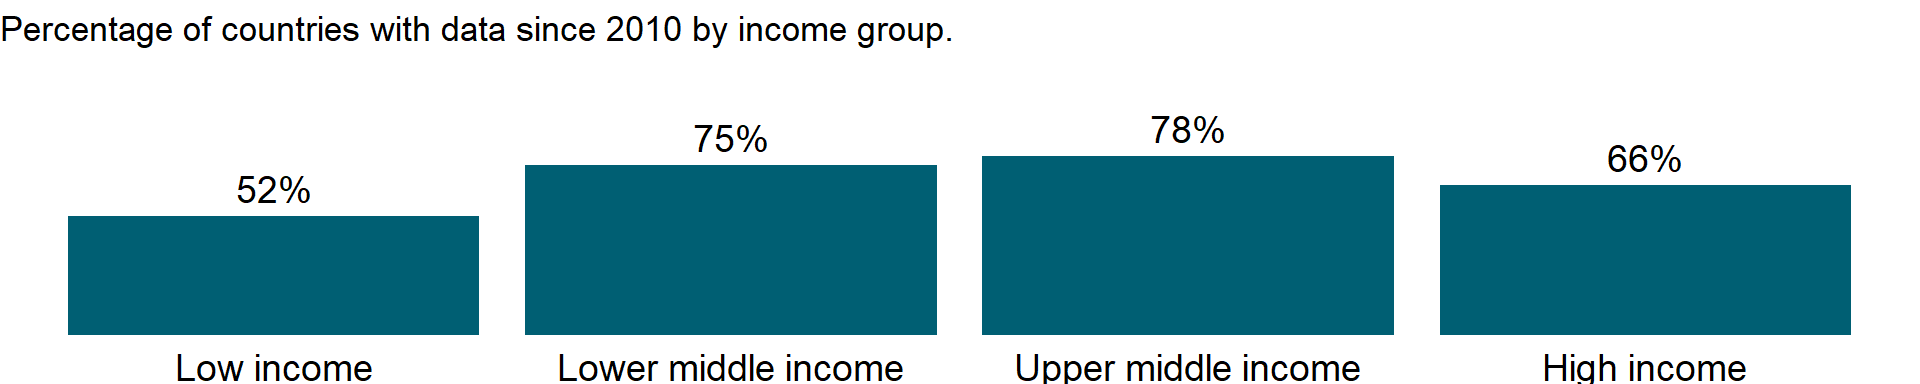 Percentage of countries with data since 2010 by income group.
78%
75%
66%
52%
Low income Lower middle income Upper middle income High income